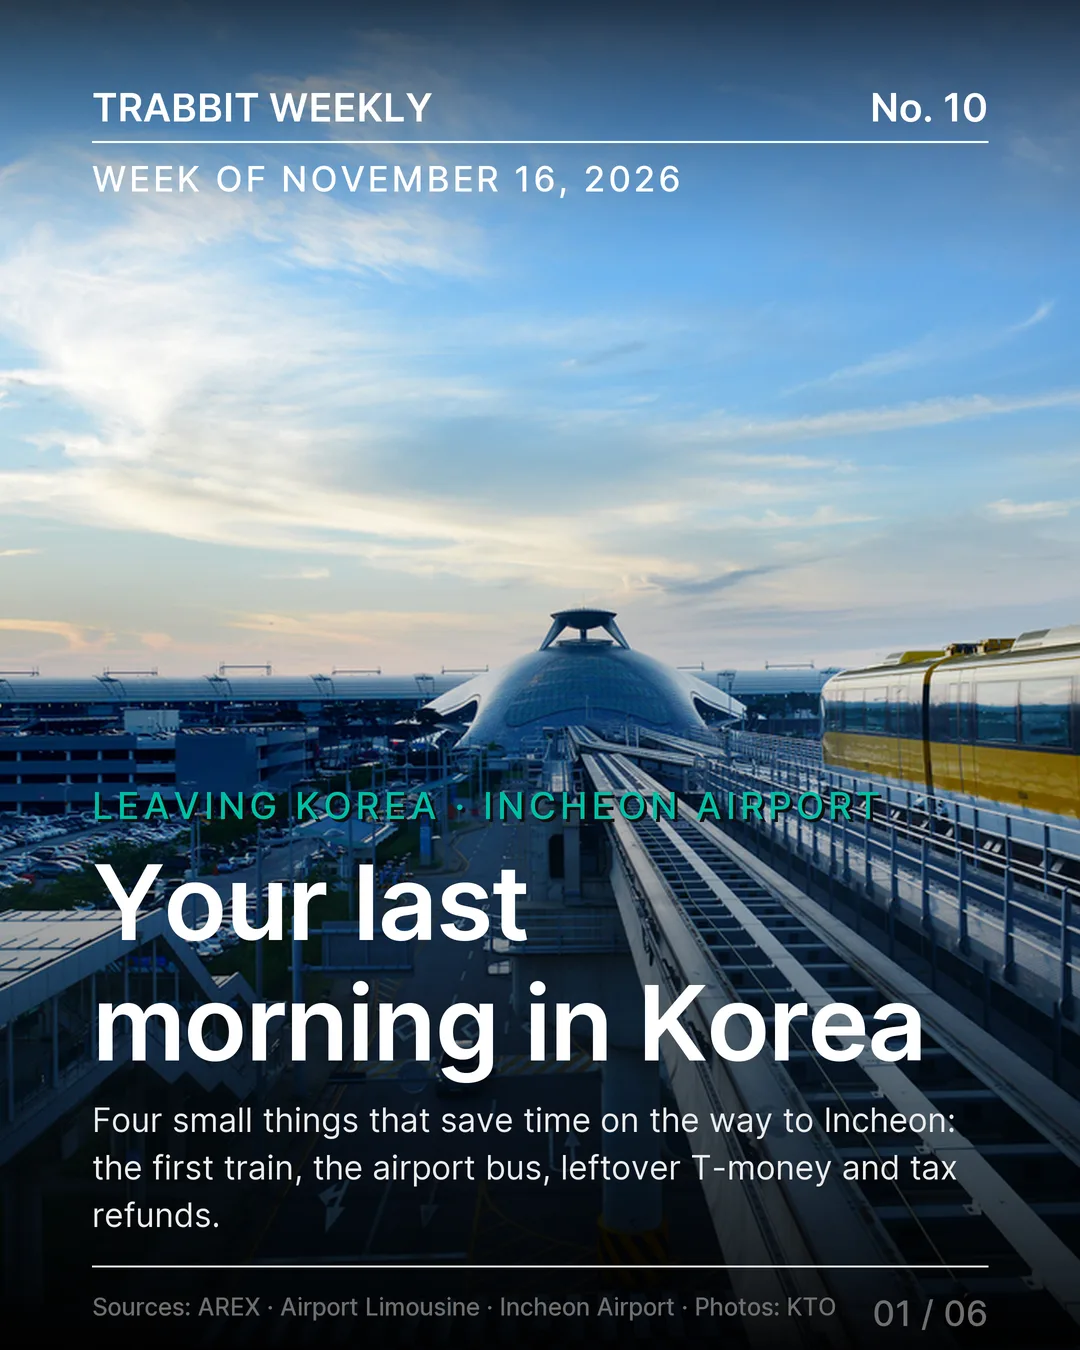 TRABBIT WEEKLY
No. 10
WEEK OF NOVEMBER 16, 2026
LEAVING KOREA · INCHEON AIRPORT
Your last
morning in Korea
Four small things that save time on the way to Incheon:
the first train, the airport bus, leftover T-money and tax
refunds.
Sources: AREX · Airport Limousine · Incheon Airport · Photos: KTO
01 / 06